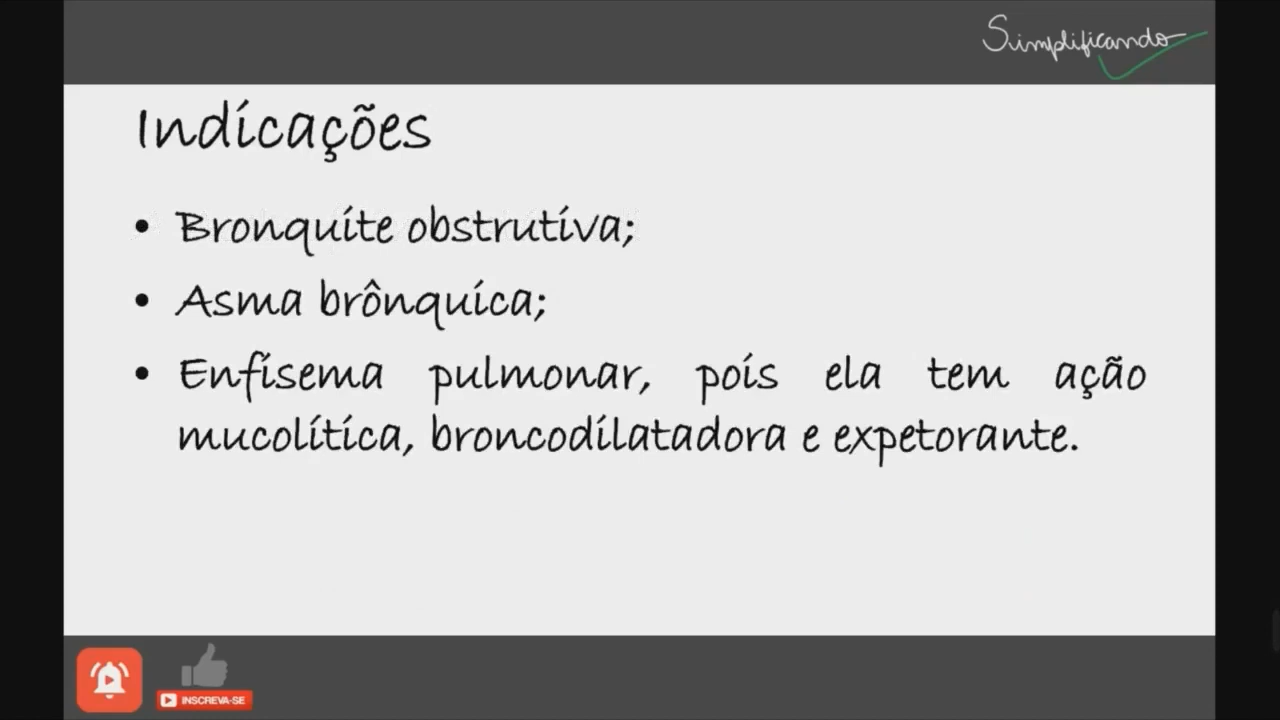 Simplificando
Indicações
• Bronquite obstrutiva;
• Asma brônquica;
• Enfisema pulmonar, pois ela tem ação
mucolítica, broncodilatadora e expetorante.
INSCREVA-SE